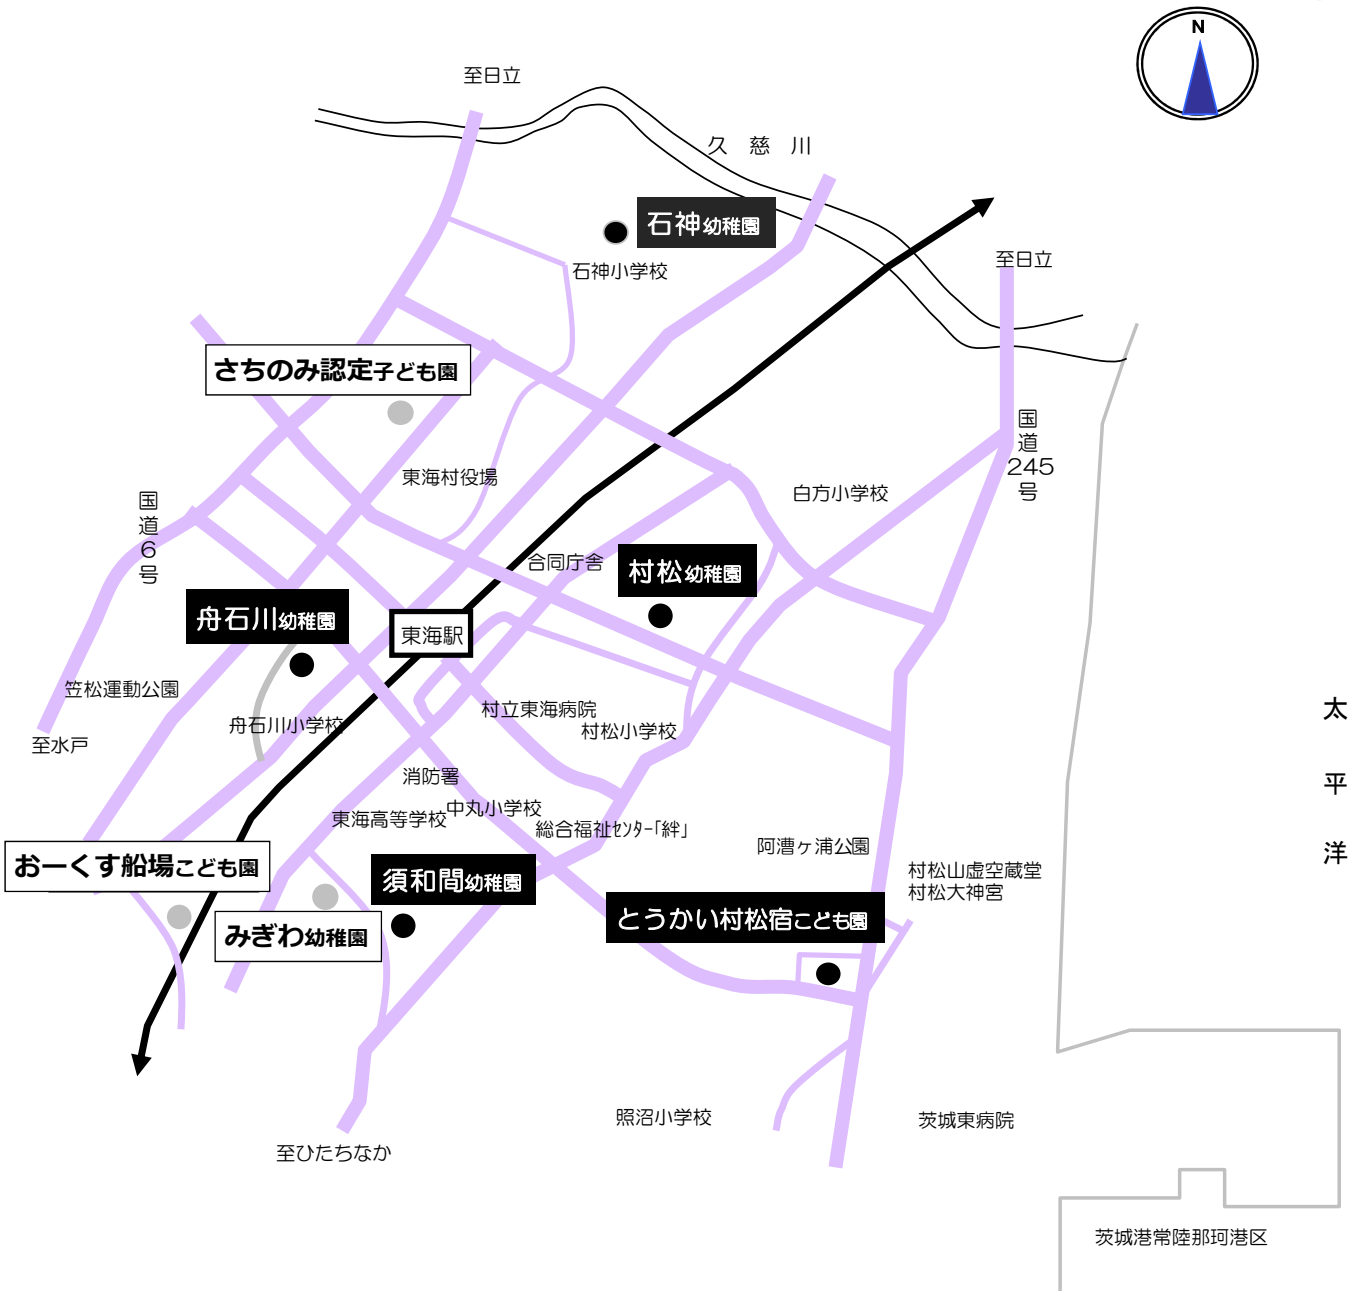 N
至日立
久慈川
石神幼稚園
石神小学校
至日立
さちのみ認定子ども園
国道245号
東海村役場
白方小学校
国道6号
合同庁舎
村松幼稚園
舟石川幼稚園
東海駅
笠松運動公園
村立東海病院
太平洋
舟石川小学校
村松小学校
至水戸
消防署
中丸小学校
東海高等学校
総合福祉ｾﾝﾀｰ｢絆｣
阿漕ヶ浦公園
おーくす船場こども園
村松山虚空蔵堂
村松大神宮
須和間幼稚園
とうかい村松宿こども園
みぎわ幼稚園
照沼小学校
茨城東病院
至ひたちなか
茨城港常陸那珂港区